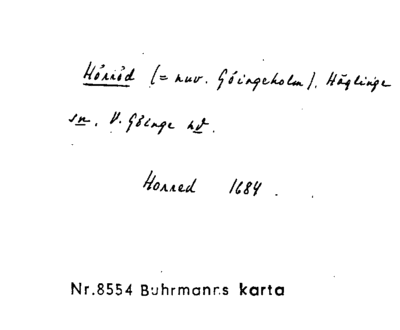 Hörröd (= nuv. Göingeholm). Häglinge
sn. V. Göinge hd.
Horred 1684.
Nr.8554 Buhrmanns karta